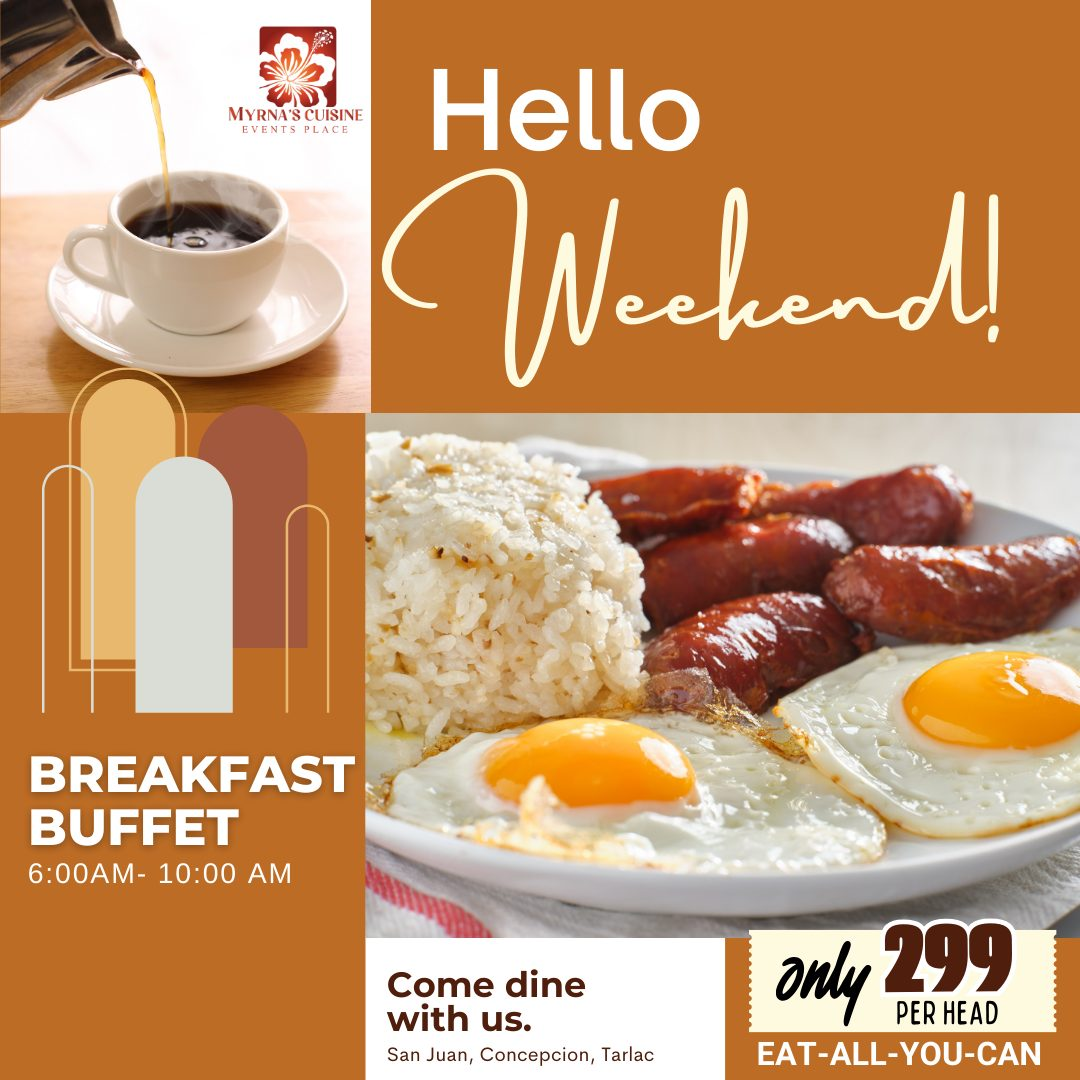 MYRNA'S CUISINE
EVENTS PLACE
Hello
Weekend!
BREAKFAST
BUFFET
6:00AM- 10:00 AM
Come dine
with us.
San Juan, Concepcion, Tarlac
only 299
PER HEAD
EAT-ALL-YOU-CAN